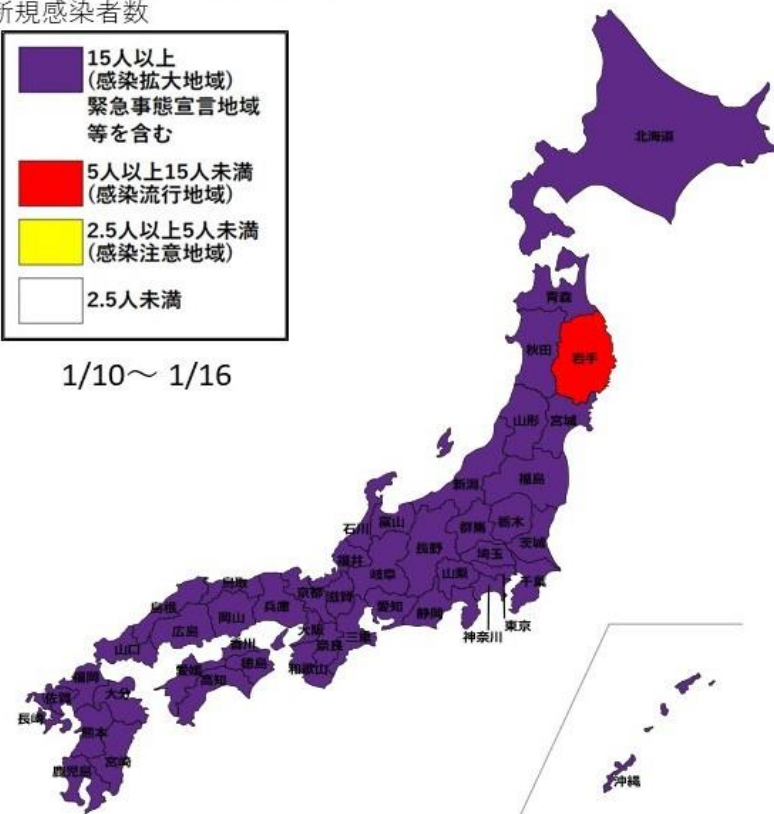 新規感染者数
15人以上
(感染拡大地域)
緊急事態宣言地域
等を含む
5人以上15人未満
(感染流行地域)
2.5人以上5人未満
(感染注意地域)
2.5人未満
1/10～ 1/16
北海道
青森
秋田
岩手
山形
宮城
新潟
福島
石川
富山
群馬
栃木
長野
茨城
福井
埼玉
岐阜
山梨
千葉
鳥取
京都
滋賀
愛知
静岡
島根
兵庫
岡山
東京
神奈川
広島
大阪
三重
奈良
山口
香川
徳島
和歌山
愛媛
高知
福岡
佐賀
大分
長崎
熊本
宮崎
鹿児島
沖縄